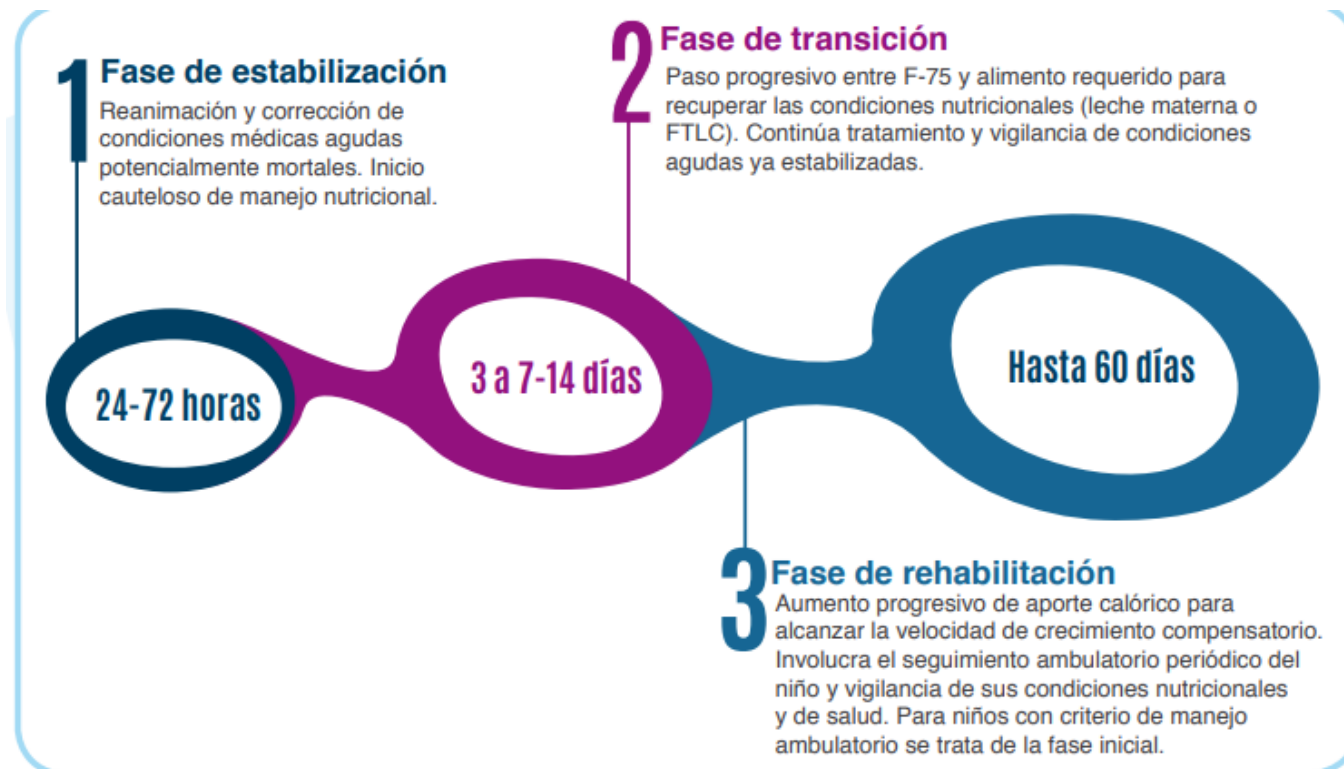 1 Fase de estabilización
Reanimación y corrección de
condiciones médicas agudas
potencialmente mortales. Inicio
cauteloso de manejo nutricional.
2 Fase de transición
Paso progresivo entre F-75 y alimento requerido para
recuperar las condiciones nutricionales (leche materna o
FTLC). Continúa tratamiento y vigilancia de condiciones
agudas ya estabilizadas.
24-72 horas
3 a 7-14 días
Hasta 60 días
3 Fase de rehabilitación
Aumento progresivo de aporte calórico para
alcanzar la velocidad de crecimiento compensatorio.
Involucra el seguimiento ambulatorio periódico del
niño y vigilancia de sus condiciones nutricionales
y de salud. Para niños con criterio de manejo
ambulatorio se trata de la fase inicial.